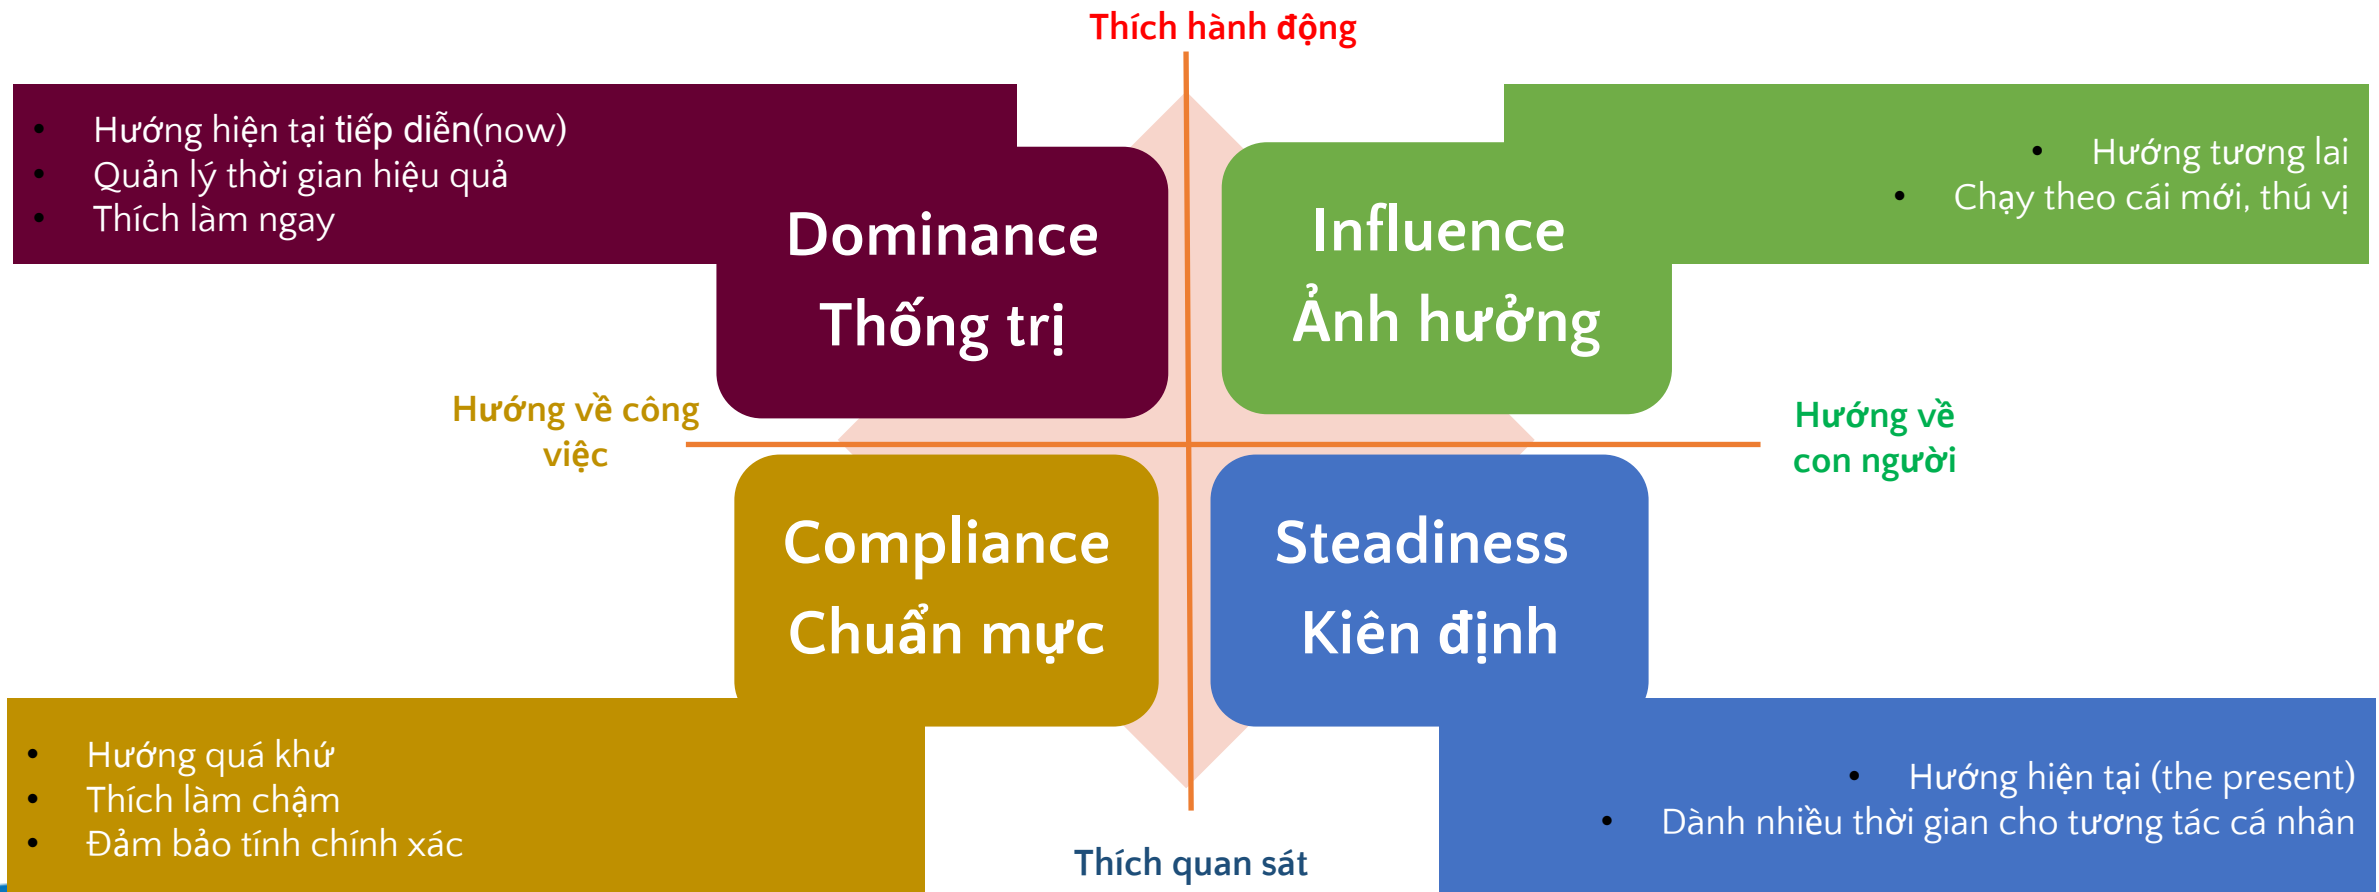 Thích hành động
• Hướng hiện tại tiếp diễn(now)
• Quản lý thời gian hiệu quả
• Thích làm ngay
• Hướng tương lai
• Chạy theo cái mới, thú vị
Dominance
Thống trị
Influence
Ảnh hưởng
Hướng về công
việc
Hướng về
con người
Compliance
Chuẩn mực
Steadiness
Kiên định
• Hướng quá khứ
• Thích làm chậm
• Đảm bảo tính chính xác
• Hướng hiện tại (the present)
• Dành nhiều thời gian cho tương tác cá nhân
Thích quan sát